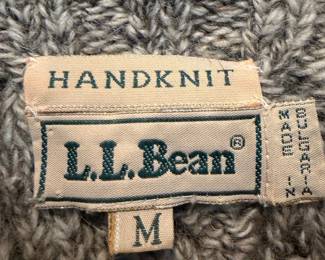 HANDKNIT
L.L.Bean®
MADE IN
BULGARIA
M